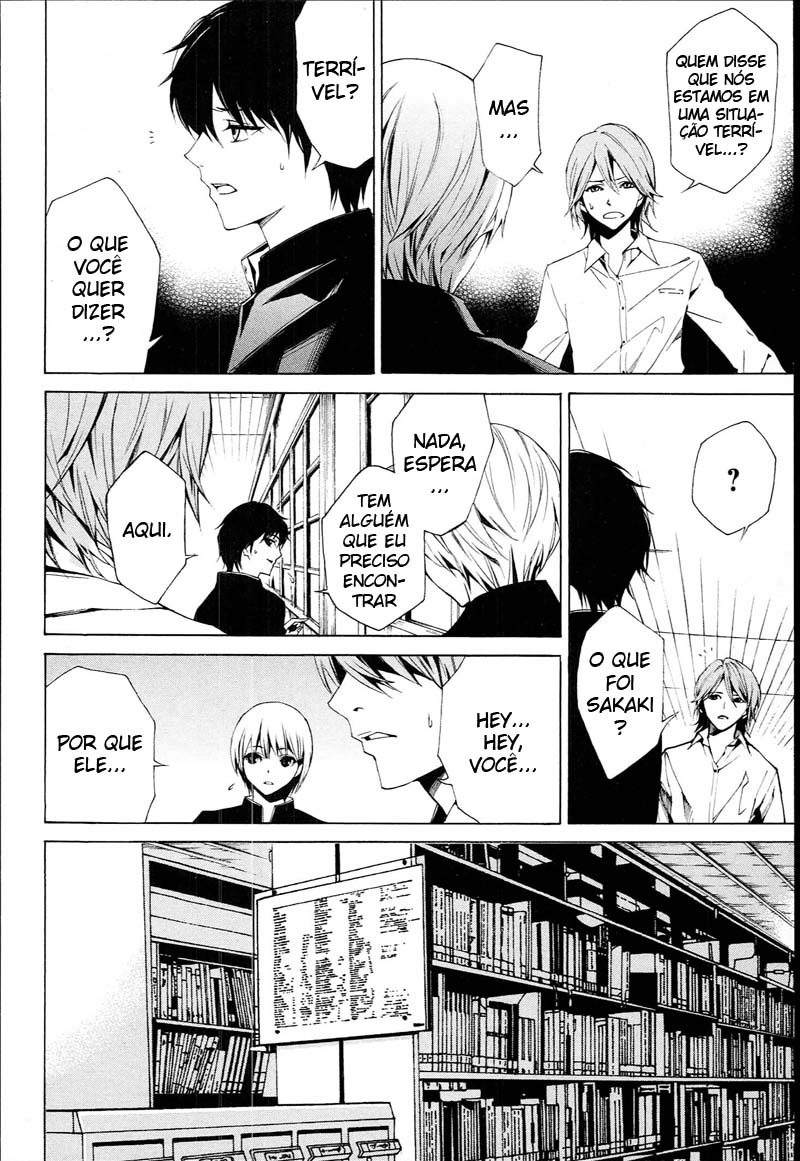 QUEM DISSE
QUE NÓS
ESTAMOS EM
UMA SITUA-
ÇÃO TERRÍ-
VEL...?
MAS
...
TERRÍ-
VEL?
O QUE
VOCÊ
QUER
DIZER
...?
?
O QUE
FOI
SAKAKI
?
NADA,
ESPERA
...
TEM
ALGUÉM
QUE EU
PRECISO
ENCON-
TRAR
AQUI.
HEY...
HEY,
VOCÊ...
POR QUE
ELE...